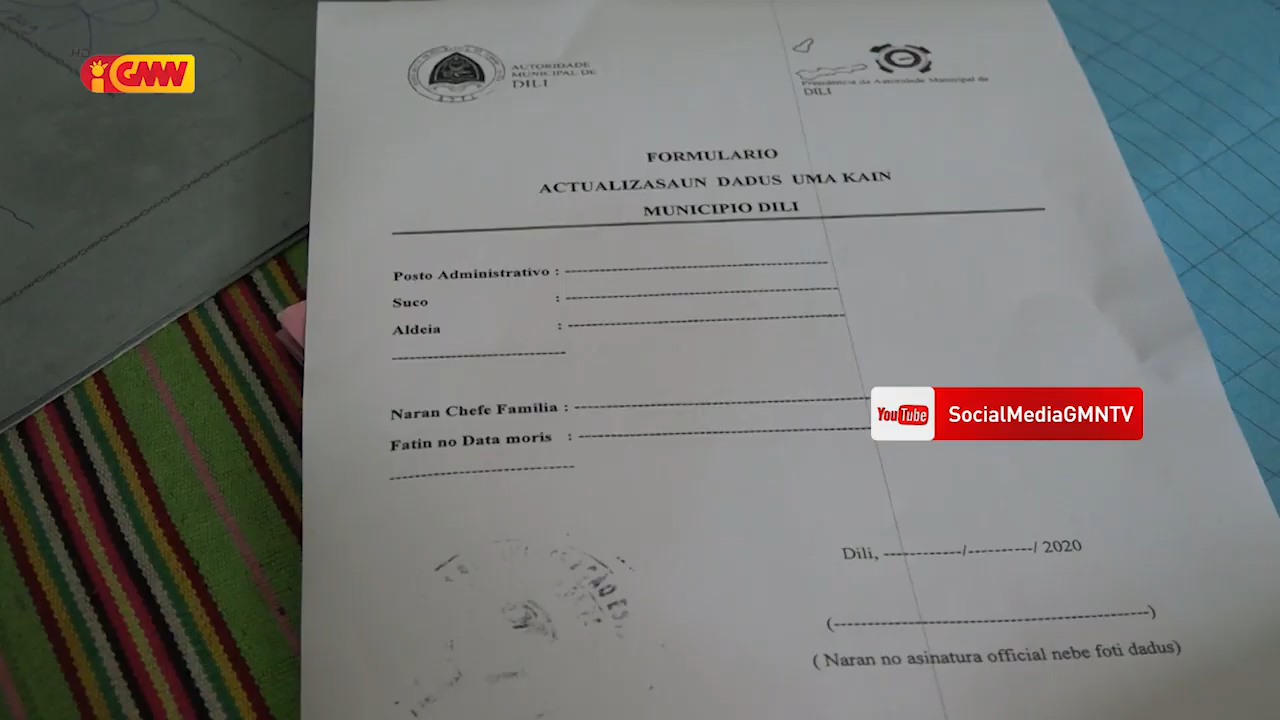 GMN
AUTORIDADE
MUNICIPAL DE
DILI
Presidência da Autoridade Municipal de
DILI
FORMULARIO
ACTUALIZASAUN DADUS UMA KAIN
MUNICIPIO DILI
Posto Administrativo : ------------------------------
Suco : ------------------------------
Aldeia : ------------------------------
Naran Chefe Familia : ------------------------------
Fatin no Data moris : ------------------------------
YouTube SocialMediaGMNTV
Dili, ------------/----------/ 2020
(--------------------------------------------------)
( Naran no asinatura official nebe foti dadus)